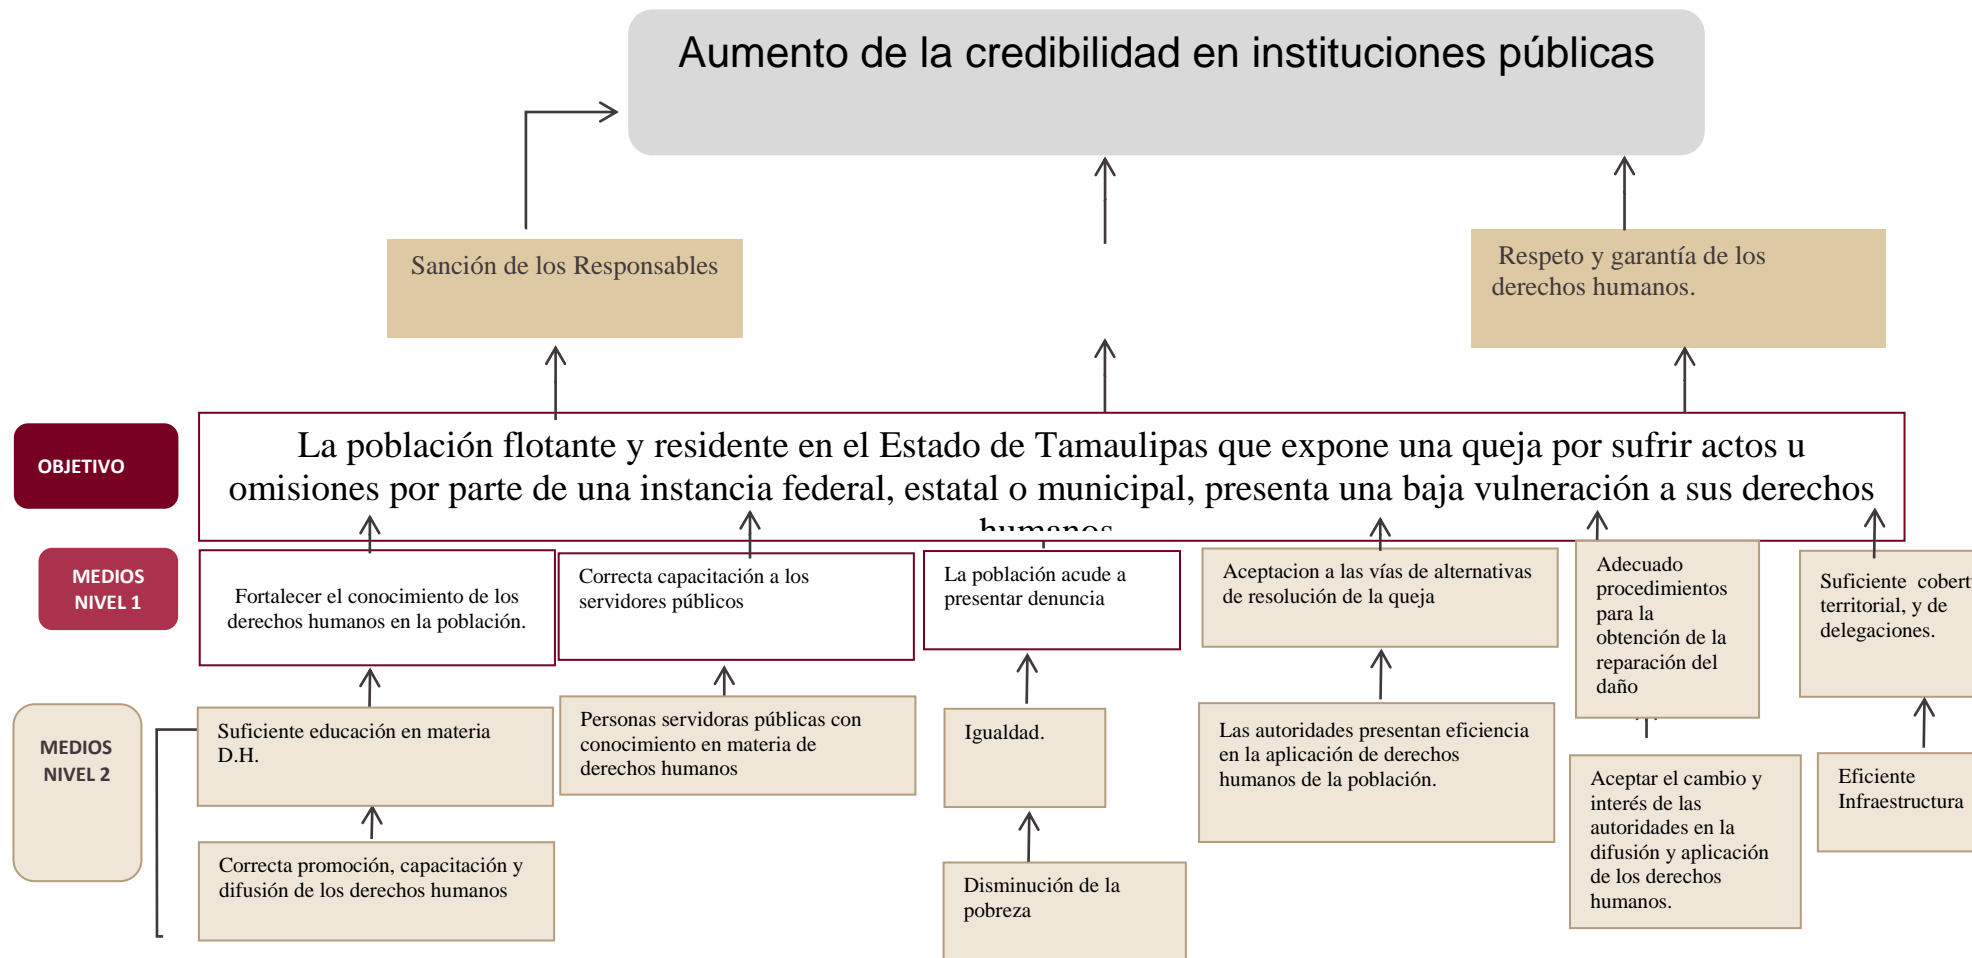 Aumento de la credibilidad en instituciones públicas
Sanción de los Responsables
Respeto y garantía de los
derechos humanos.
OBJETIVO
La población flotante y residente en el Estado de Tamaulipas que expone una queja por sufrir actos u
omisiones por parte de una instancia federal, estatal o municipal, presenta una baja vulneración a sus derechos
humanos
MEDIOS
NIVEL 1
Fortalecer el conocimiento de los
derechos humanos en la población.
Correcta capacitación a los
servidores públicos
La población acude a
presentar denuncia
Aceptacion a las vías de alternativas
de resolución de la queja
Adecuado
procedimientos
para la
obtención de la
reparación del
daño
Suficiente cobert
territorial, y de
delegaciones.
MEDIOS
NIVEL 2
Suficiente educación en materia
D.H.
Personas servidoras públicas con
conocimiento en materia de
derechos humanos
Igualdad.
Las autoridades presentan eficiencia
en la aplicación de derechos
humanos de la población.
Aceptar el cambio y
interés de las
autoridades en la
difusión y aplicación
de los derechos
humanos.
Eficiente
Infraestructura
Correcta promoción, capacitación y
difusión de los derechos humanos
Disminución de la
pobreza